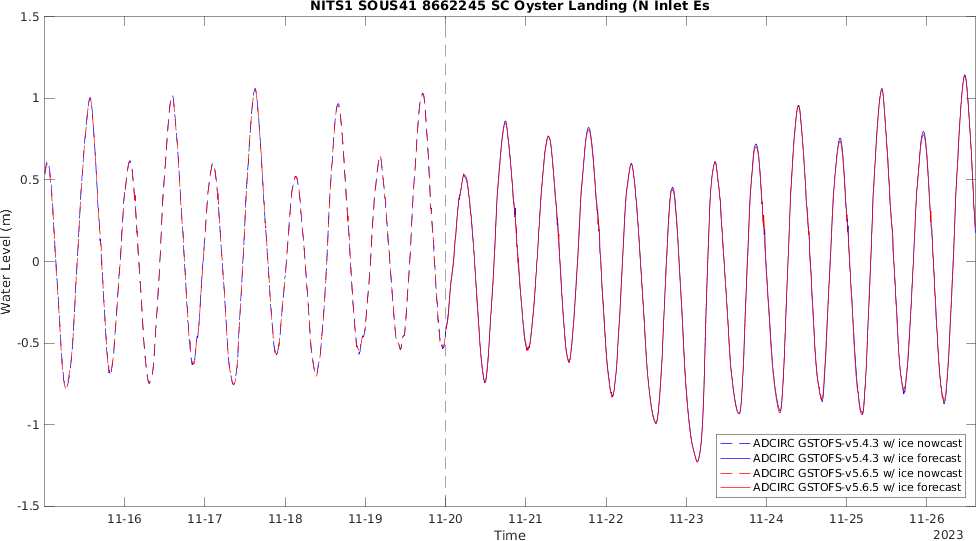 NITS1 SOUS41 8662245 SC Oyster Landing (N Inlet Es
1.5
1
0.5
0
-0.5
-1
-1.5
Water Level (m)
11-16
11-17
11-18
11-19
11-20
11-21
11-22
11-23
11-24
11-25
11-26
Time
2023
ADCIRC GSTOFS-v5.4.3 w/ ice nowcast
ADCIRC GSTOFS-v5.4.3 w/ ice forecast
ADCIRC GSTOFS-v5.6.5 w/ ice nowcast
ADCIRC GSTOFS-v5.6.5 w/ ice forecast